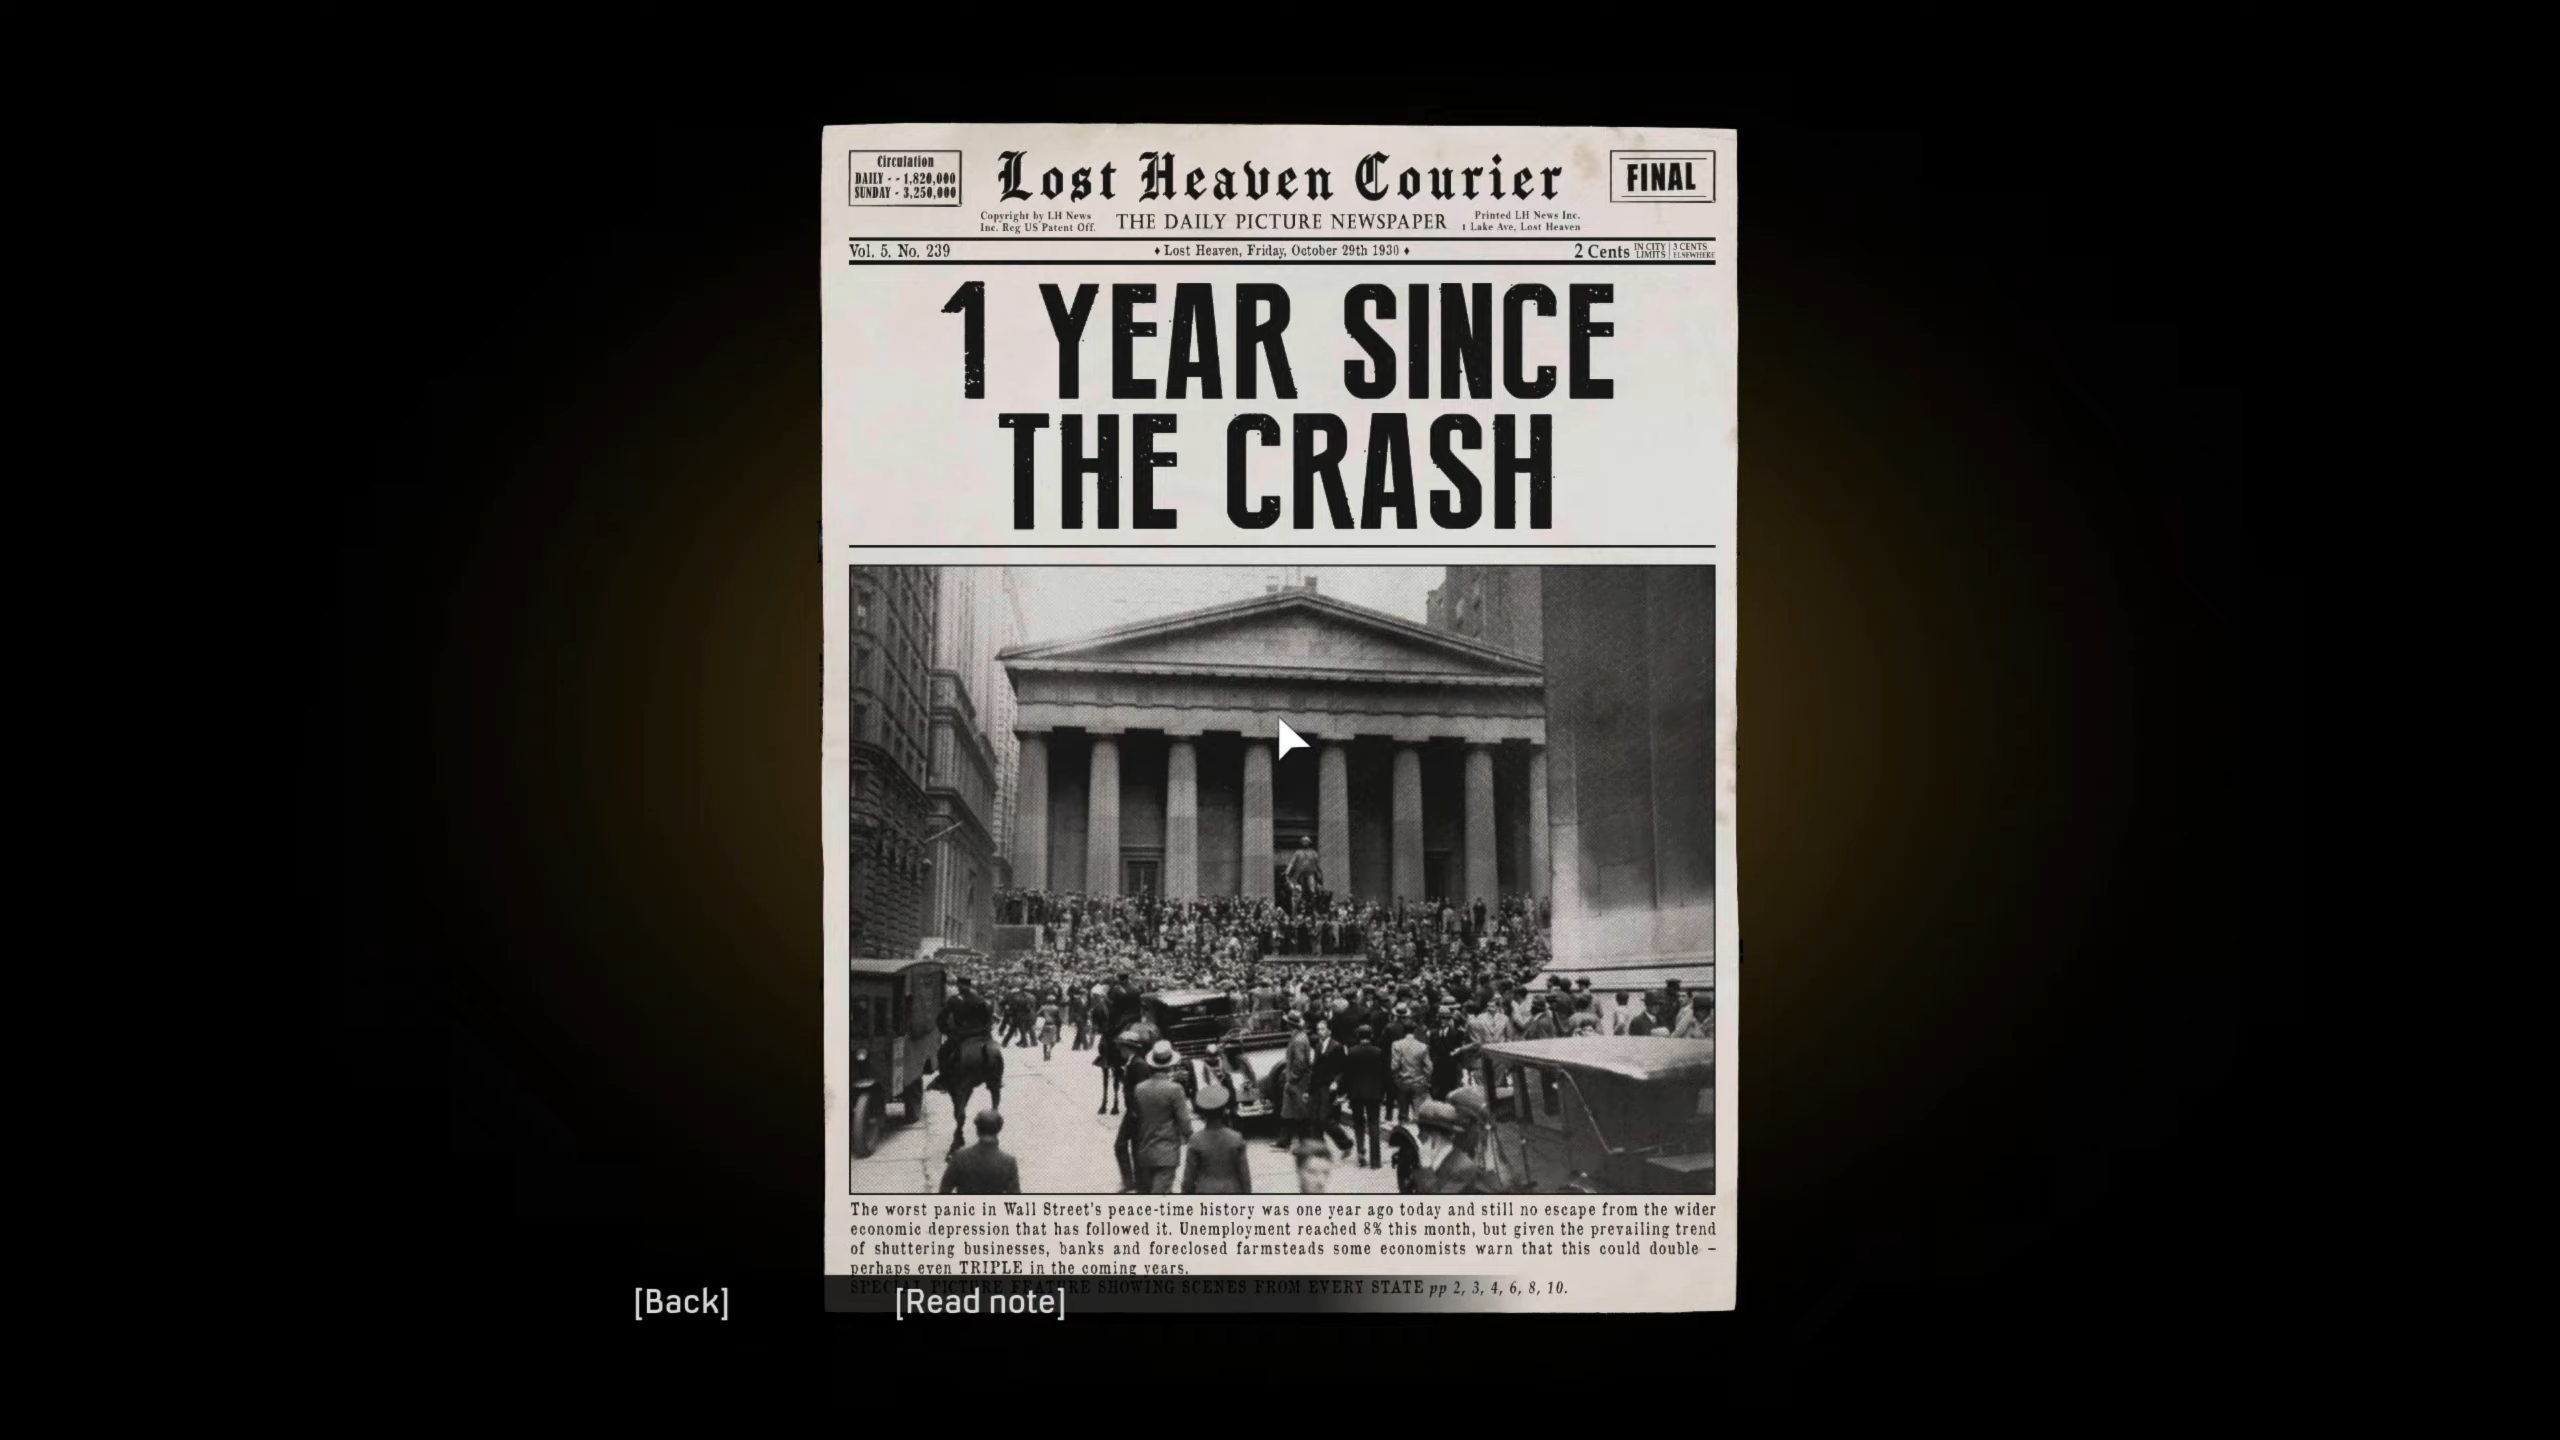 Circulation
DAILY - - 1,820,000
SUNDAY - 3,250,000
Lost Heaven Courier
FINAL
Copyright by LH News
Inc. Reg US Patent Off.
THE DAILY PICTURE NEWSPAPER
Printed LH News Inc.
1 Lake Ave, Lost Heaven
Vol. 5. No. 239
♦ Lost Heaven, Friday, October 29th 1930 ♦
2 Cents IN CITY LIMITS | 3 CENTS ELSEWHERE
1 YEAR SINCE
THE CRASH
The worst panic in Wall Street's peace-time history was one year ago today and still no escape from the wider
economic depression that has followed it. Unemployment reached 8% this month, but given the prevailing trend
of shuttering businesses, banks and foreclosed farmsteads some economists warn that this could double –
perhaps even TRIPLE in the coming years.
SPECIAL PICTURE FEATURE SHOWING SCENES FROM EVERY STATE pp 2, 3, 4, 6, 8, 10.
[Back]
[Read note]